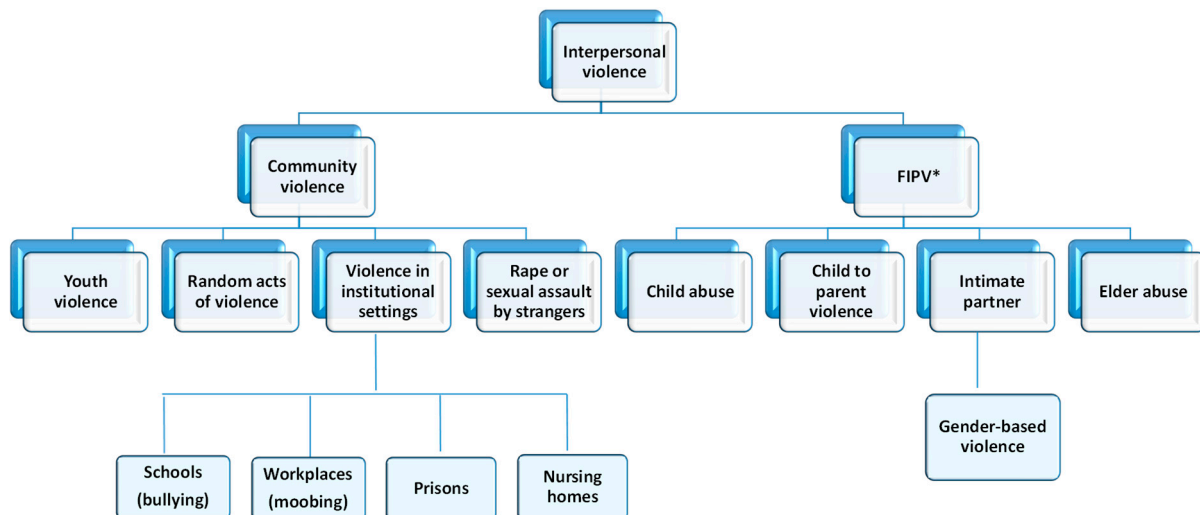 Interpersonal
violence
Community
violence
FIPV*
Youth
violence
Random acts
of violence
Violence in
institutional
settings
Rape or
sexual assault
by strangers
Child abuse
Child to
parent
violence
Intimate
partner
Elder abuse
Gender-based
violence
Schools
(bullying)
Workplaces
(moobing)
Prisons
Nursing
homes